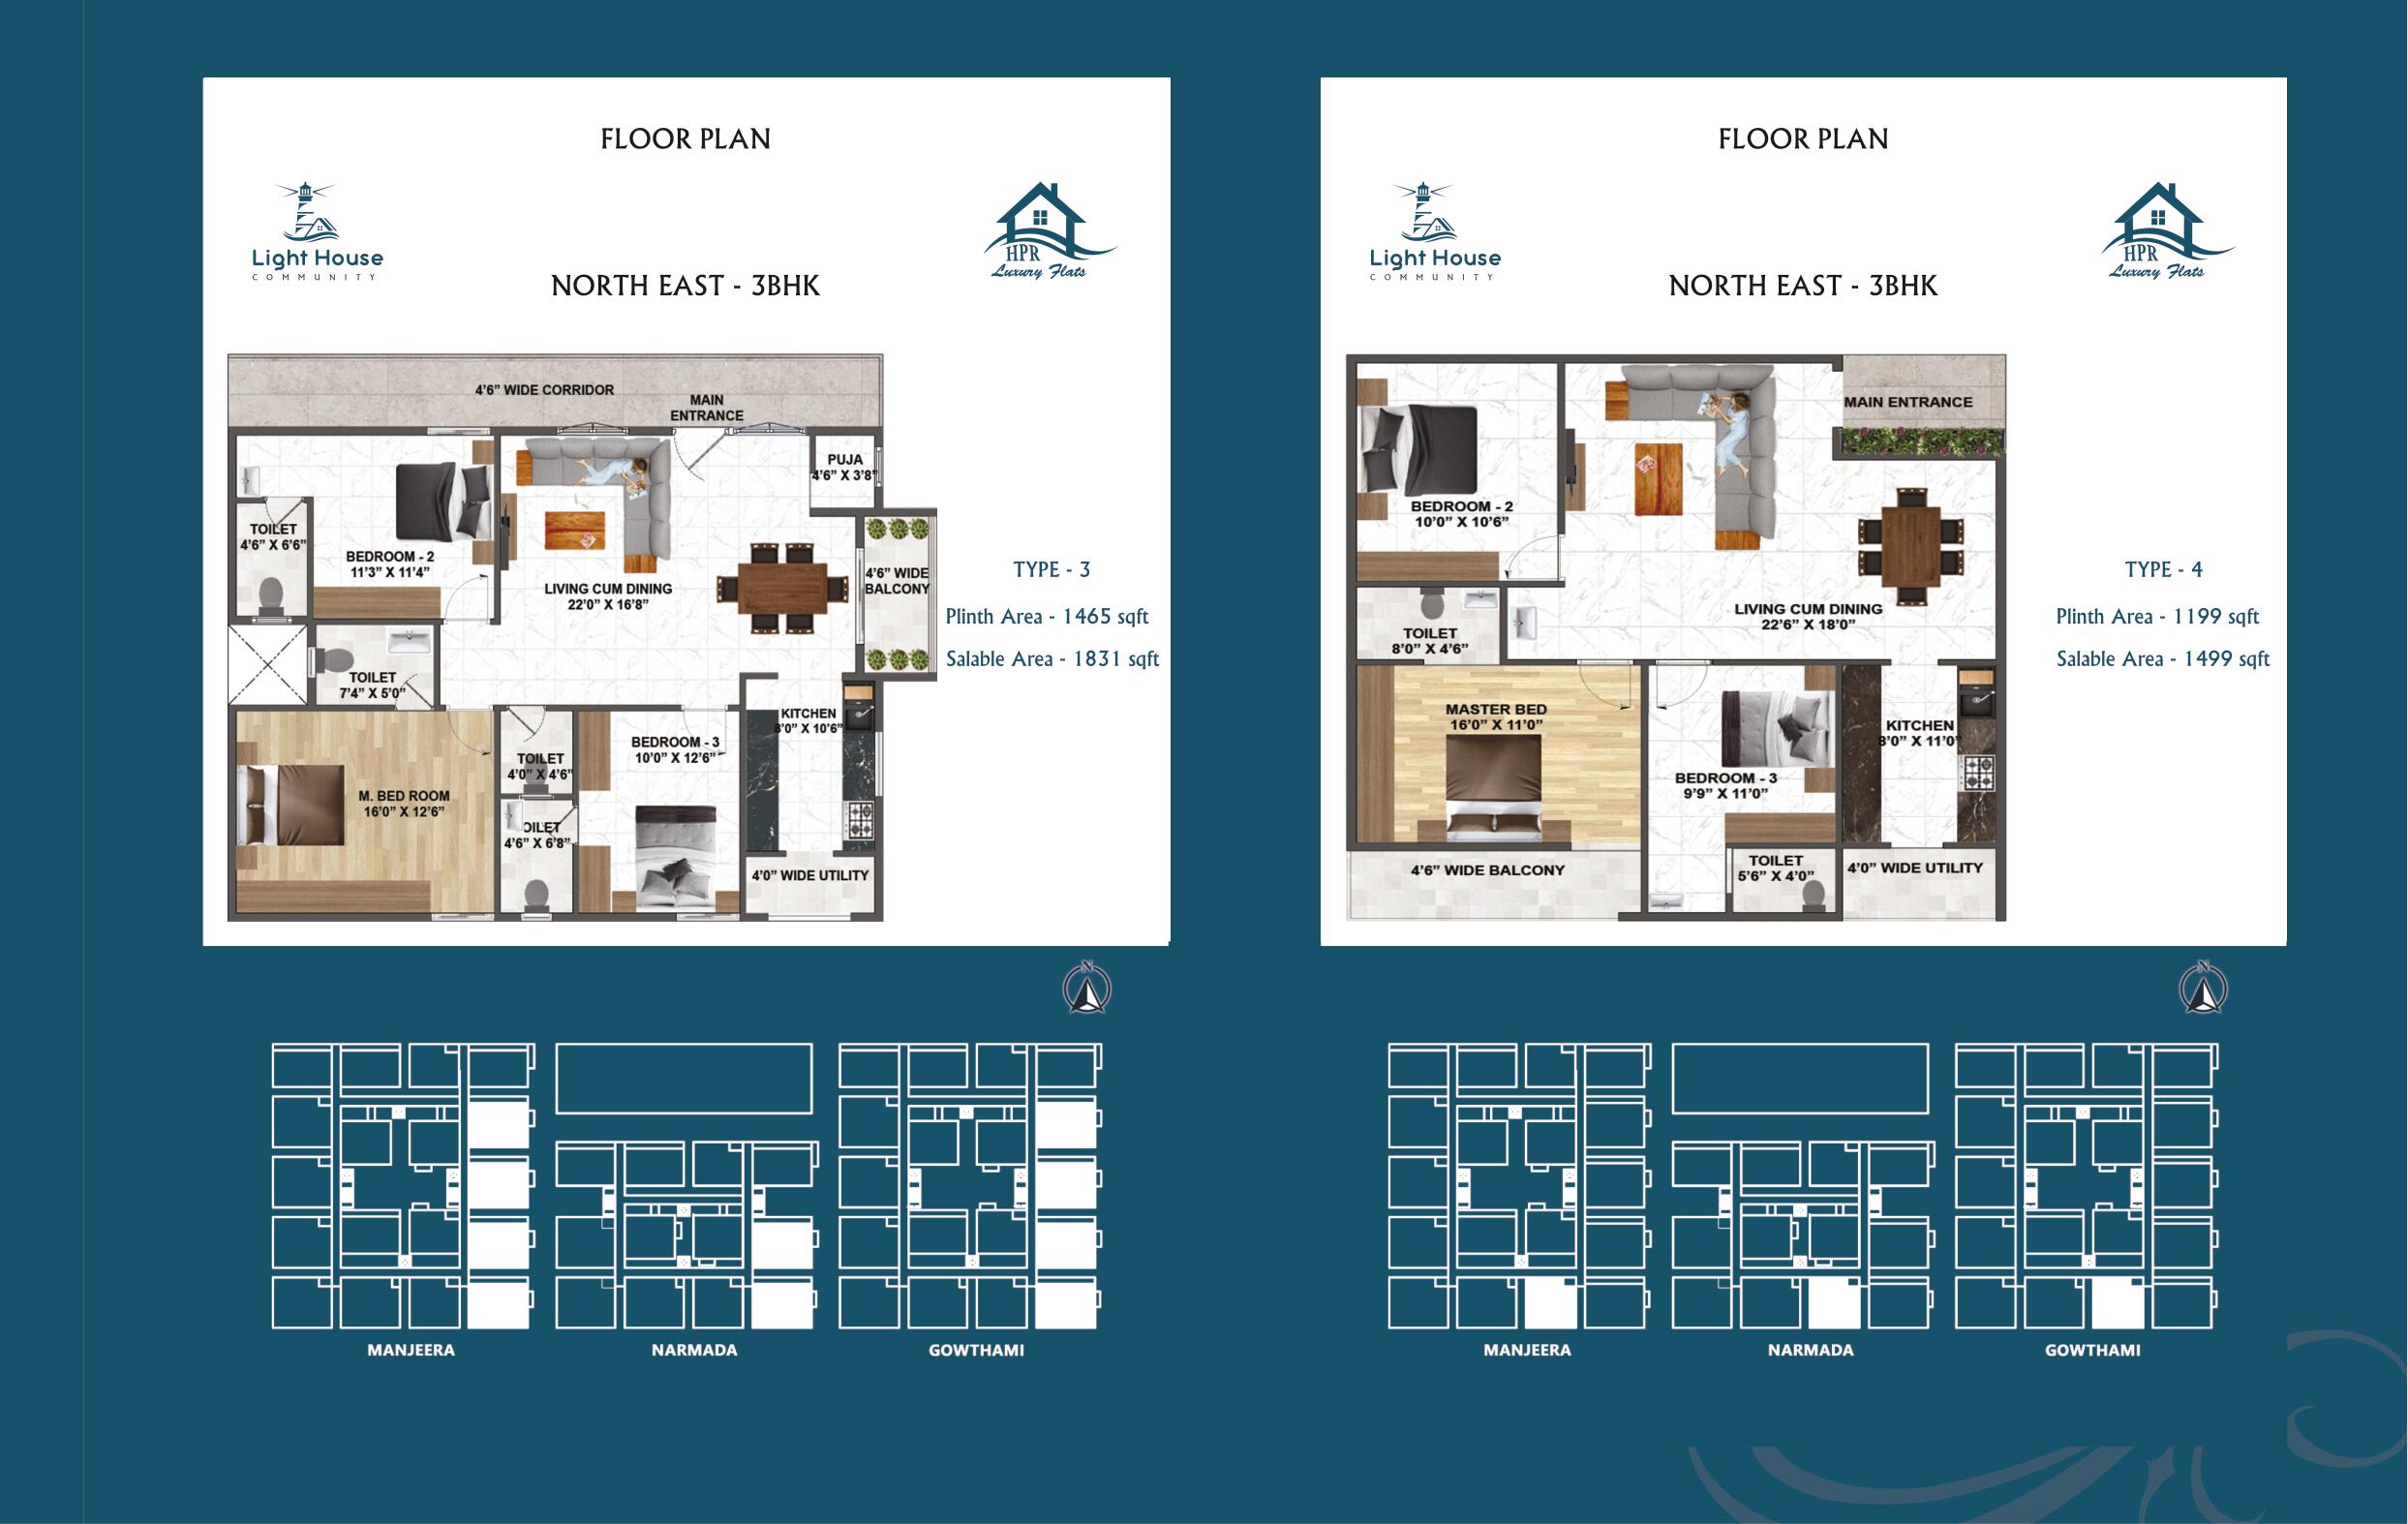 FLOOR PLAN
Light House
COMMUNITY
HPR
Luxury Flats
NORTH EAST - 3BHK
4'6" WIDE CORRIDOR
MAIN
ENTRANCE
PUJA
4'6" X 3'8"
TOILET
4'6" X 6'6"
BEDROOM - 2
11'3" X 11'4"
LIVING CUM DINING
22'0" X 16'8"
4'6" WIDE
BALCONY
TOILET
7'4" X 5'0"
M. BED ROOM
16'0" X 12'6"
TOILET
4'0" X 4'6"
OILET
4'6" X 6'8"
BEDROOM - 3
10'0" X 12'6"
KITCHEN
8'0" X 10'6"
4'0" WIDE UTILITY
TYPE - 3
Plinth Area - 1465 sqft
Salable Area - 1831 sqft
N
MANJEERA
NARMADA
GOWTHAMI
FLOOR PLAN
Light House
COMMUNITY
HPR
Luxury Flats
NORTH EAST - 3BHK
MAIN ENTRANCE
BEDROOM - 2
10'0" X 10'6"
LIVING CUM DINING
22'6" X 18'0"
TOILET
8'0" X 4'6"
MASTER BED
16'0" X 11'0"
BEDROOM - 3
9'9" X 11'0"
KITCHEN
8'0" X 11'0"
4'6" WIDE BALCONY
TOILET
5'6" X 4'0"
4'0" WIDE UTILITY
TYPE - 4
Plinth Area - 1199 sqft
Salable Area - 1499 sqft
N
MANJEERA
NARMADA
GOWTHAMI